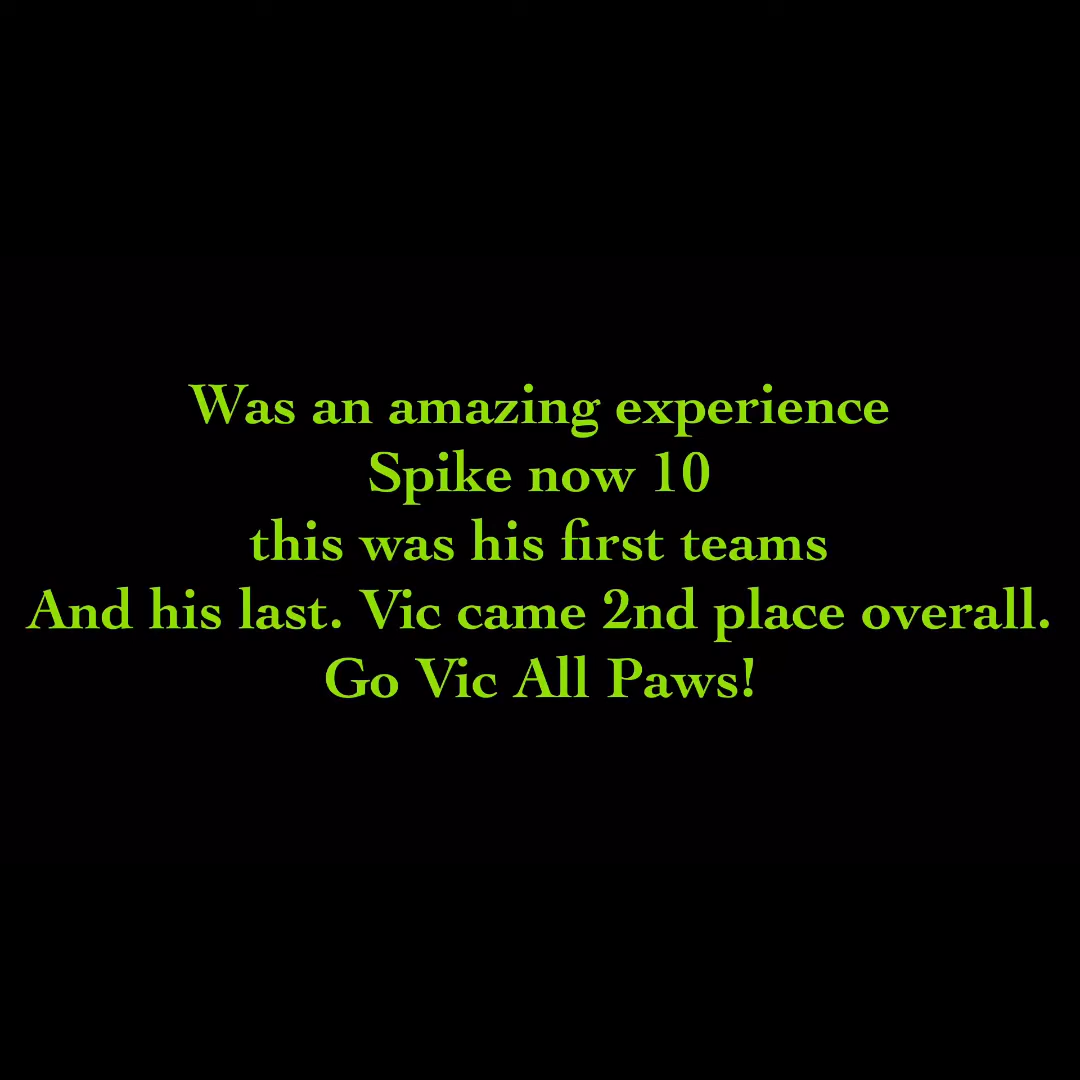 Was an amazing experience
Spike now 10
this was his first teams
And his last. Vic came 2nd place overall.
Go Vic All Paws!